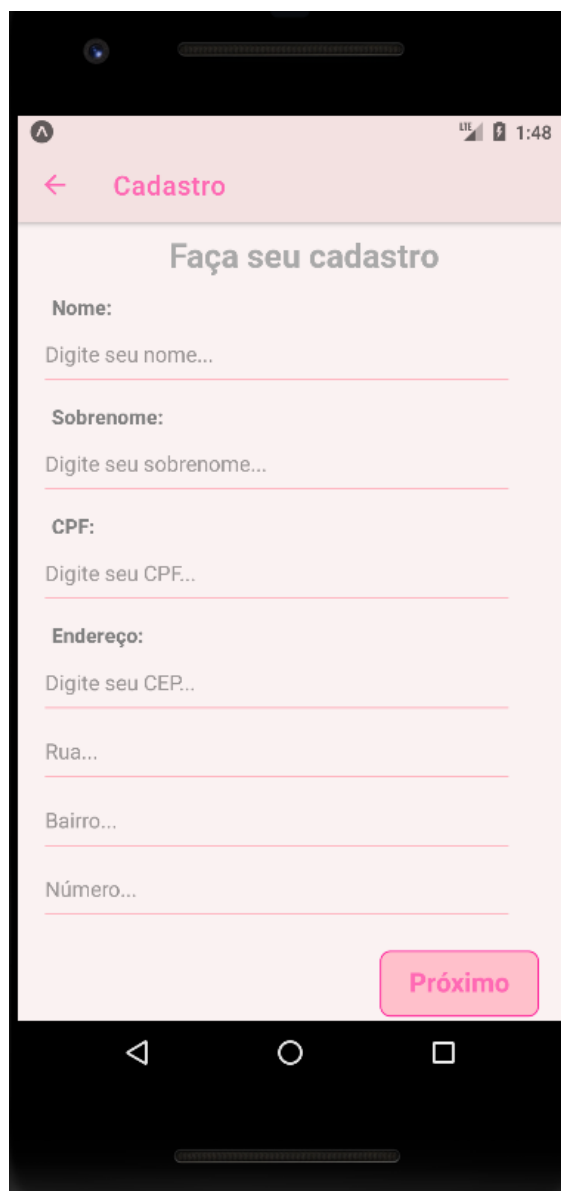 LTE 1:48
Cadastro
Faça seu cadastro
Nome:
Digite seu nome...
Sobrenome:
Digite seu sobrenome...
CPF:
Digite seu CPF...
Endereço:
Digite seu CEP...
Rua...
Bairro...
Número...
Próximo